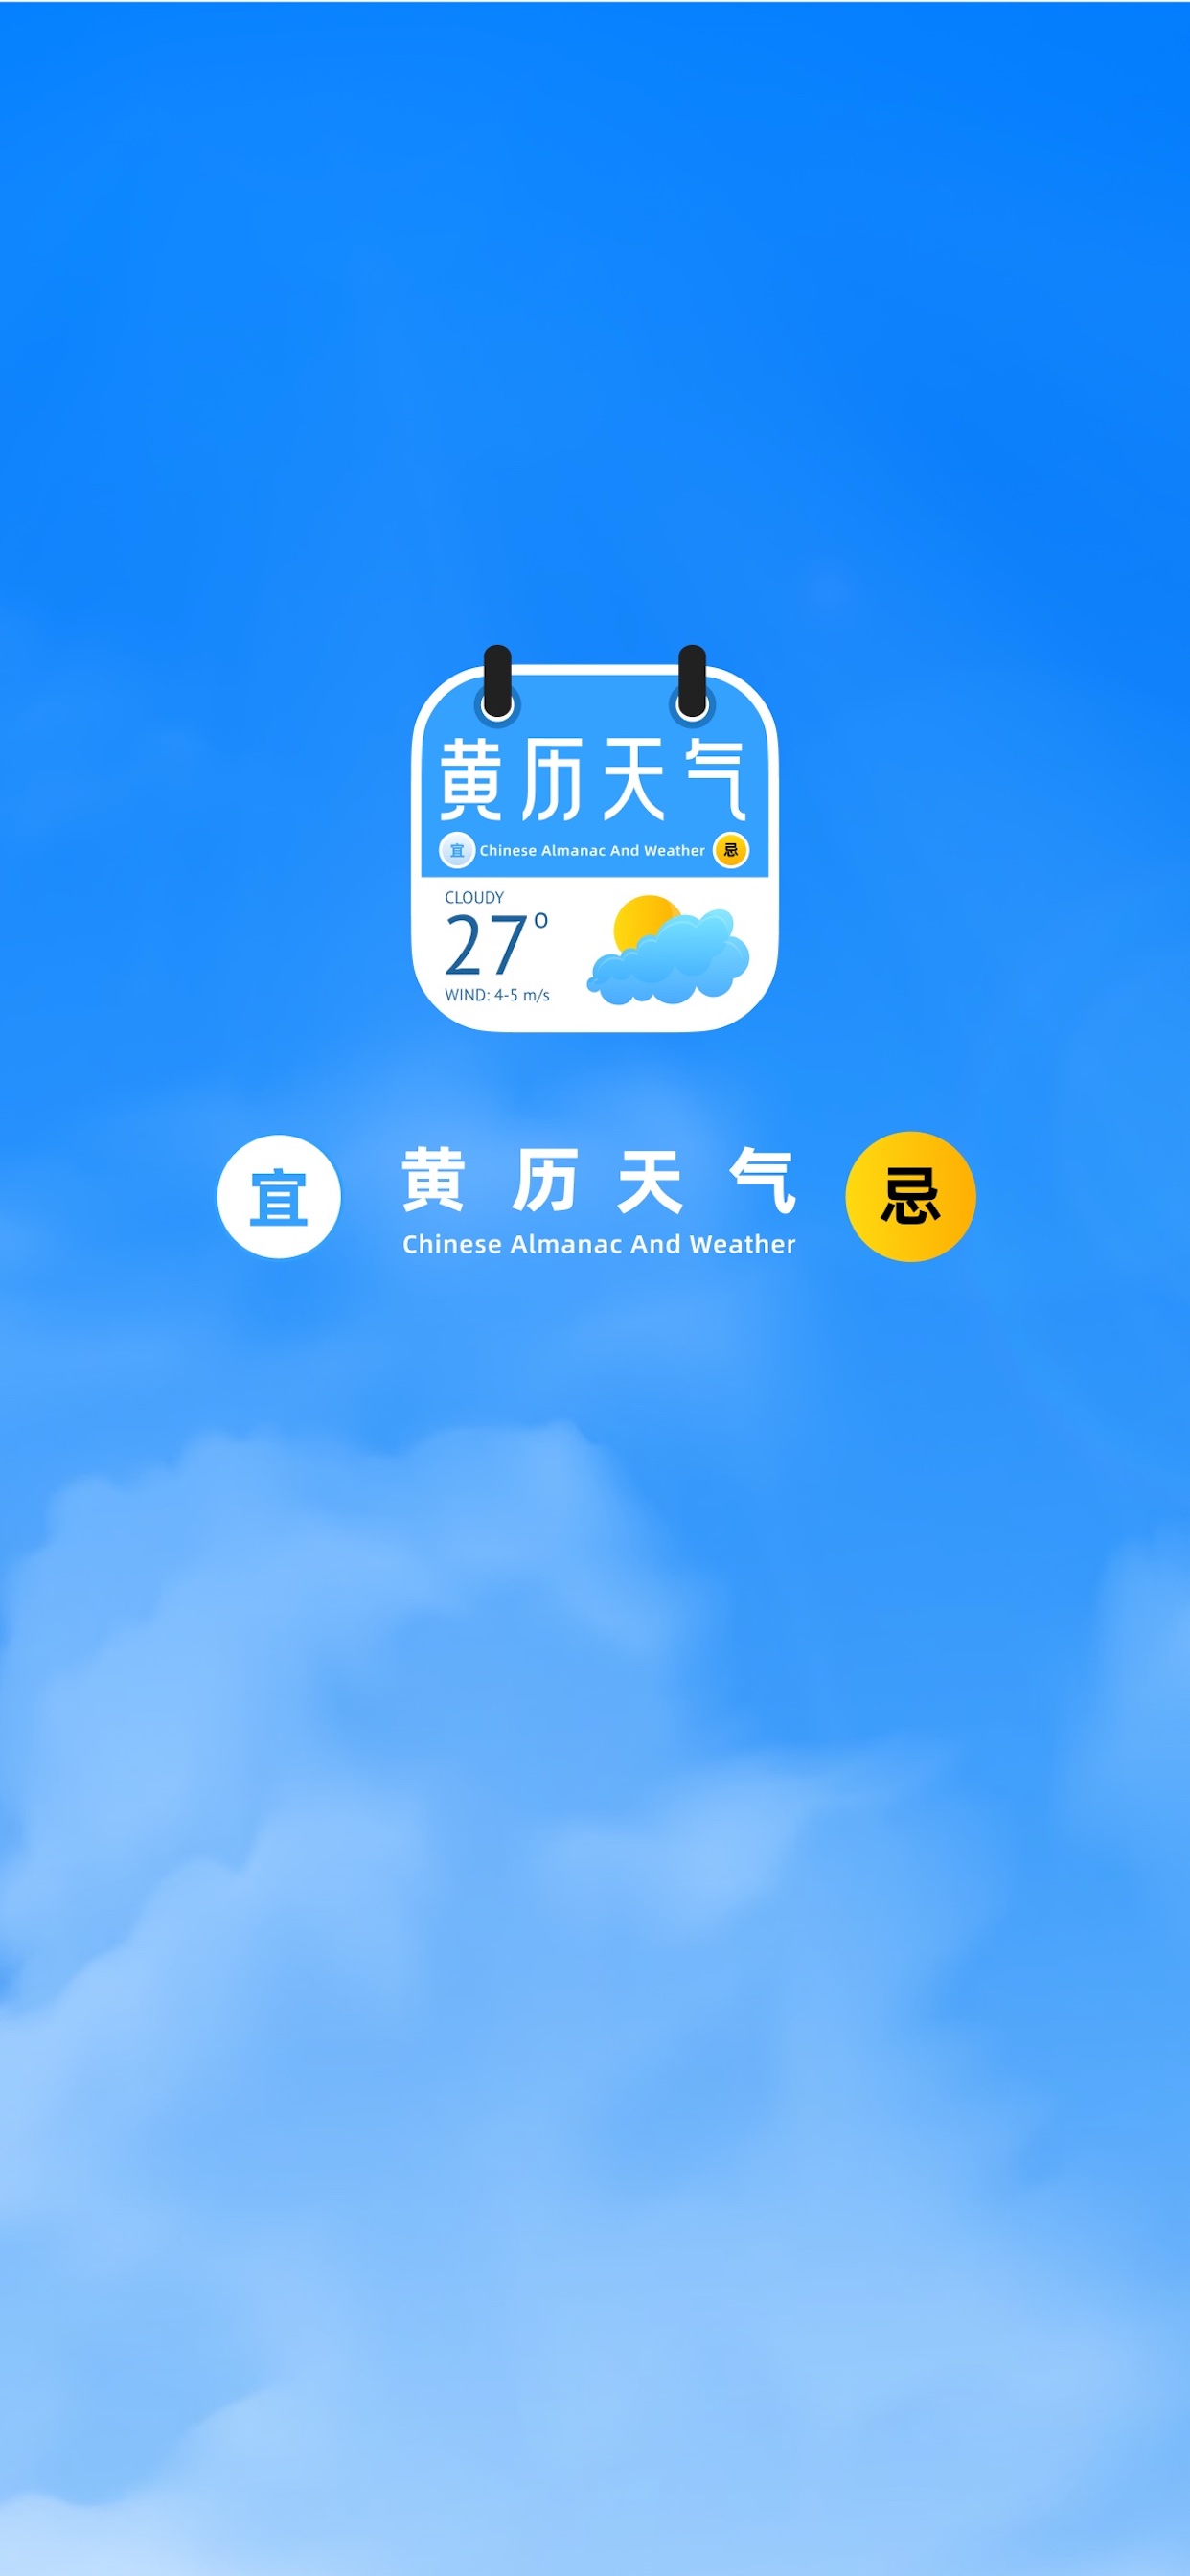 黄历天气
宜 Chinese Almanac And Weather 忌
CLOUDY
27°
WIND: 4-5 m/s
宜 黄历天气 忌
Chinese Almanac And Weather